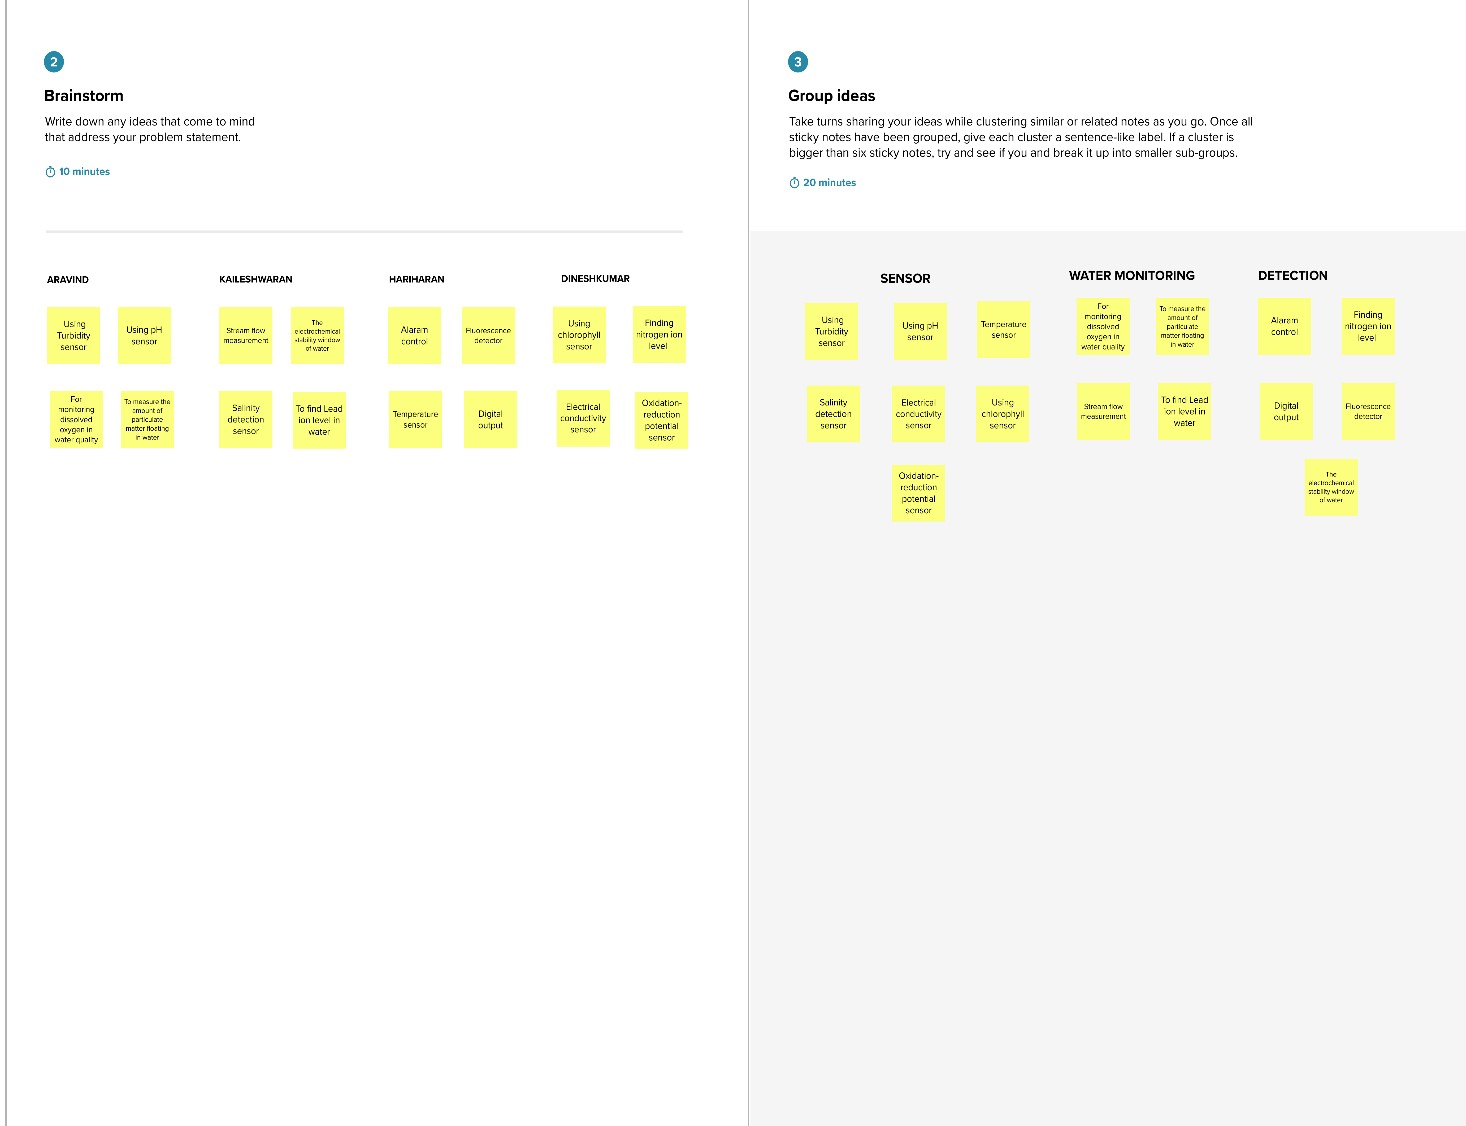 2
Brainstorm
Write down any ideas that come to mind
that address your problem statement.
10 minutes
ARAVIND
Using
Turbidity
sensor
Using pH
sensor
For
monitoring
dissolved
oxygen in
water quality
To measure the
amount of
particulate
matter floating
in water
KAILESHWARAN
Stream flow
measurement
The
electrochemical
stability window
of water
Salinity
detection
sensor
To find Lead
ion level in
water
HARIHARAN
Alaram
control
Fluorescence
detector
Temperature
sensor
Digital
output
DINESHKUMAR
Using
chlorophyll
sensor
Finding
nitrogen ion
level
Electrical
conductivity
sensor
Oxidation-
reduction
potential
sensor
3
Group ideas
Take turns sharing your ideas while clustering similar or related notes as you go. Once all
sticky notes have been grouped, give each cluster a sentence-like label. If a cluster is
bigger than six sticky notes, try and see if you and break it up into smaller sub-groups.
20 minutes
SENSOR
Using
Turbidity
sensor
Using pH
sensor
Temperature
sensor
Salinity
detection
sensor
Electrical
conductivity
sensor
Using
chlorophyll
sensor
Oxidation-
reduction
potential
sensor
WATER MONITORING
For
monitoring
dissolved
oxygen in
water quality
To measure the
amount of
particulate
matter floating
in water
Stream flow
measurement
To find Lead
ion level in
water
DETECTION
Alaram
control
Finding
nitrogen ion
level
Digital
output
Fluorescence
detector
The
electrochemical
stability window
of water